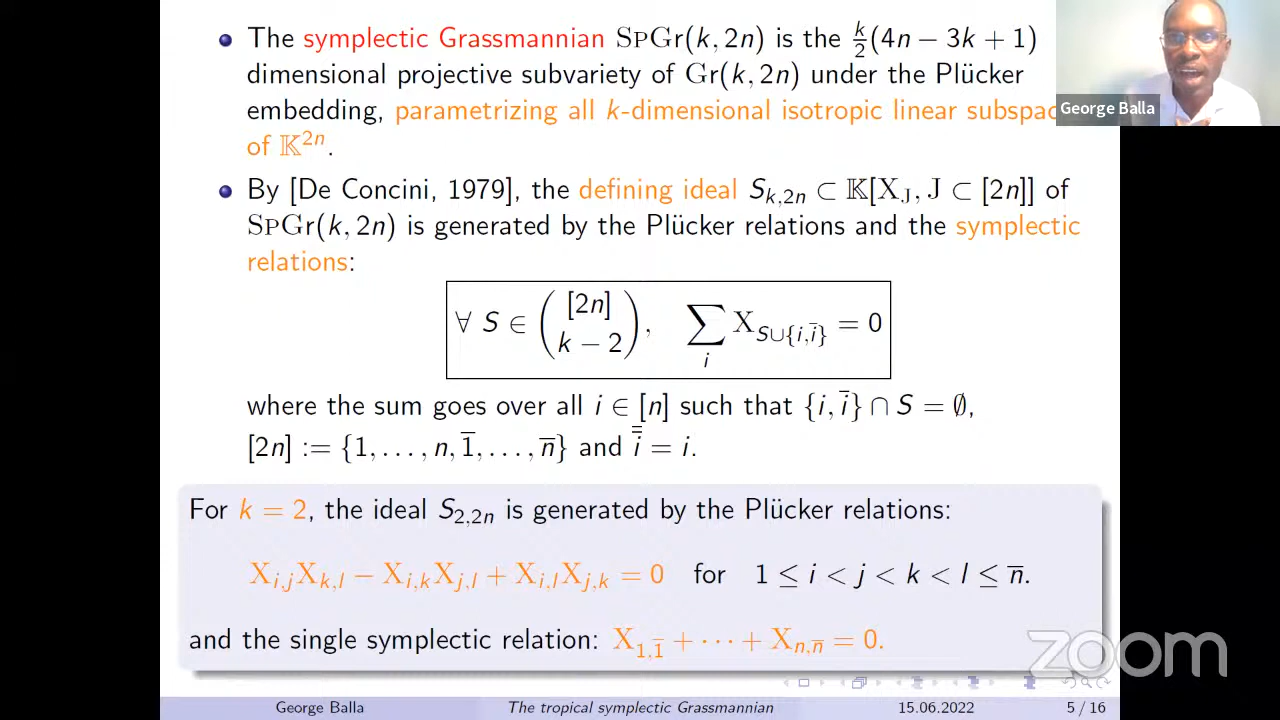 The symplectic Grassmannian SpGr(k, 2n) is the k/2(4n − 3k + 1)
dimensional projective subvariety of Gr(k, 2n) under the Plücker
embedding, parametrizing all k-dimensional isotropic linear subspac
of 𝕂²ⁿ.
George Balla
By [De Concini, 1979], the defining ideal S_{k,2n} ⊂ 𝕂[X_J, J ⊂ [2n]] of
SpGr(k, 2n) is generated by the Plücker relations and the symplectic
relations:
∀ S ∈ ([2n] / k − 2), ∑_i X_{S∪{i,i̅}} = 0
where the sum goes over all i ∈ [n] such that {i, i̅} ∩ S = ∅,
[2n] := {1, . . . , n, 1̅, . . . , n̅} and i̿ = i.
For k = 2, the ideal S_{2,2n} is generated by the Plücker relations:
X_{i,j}X_{k,l} − X_{i,k}X_{j,l} + X_{i,l}X_{j,k} = 0 for 1 ≤ i < j < k < l ≤ n̅.
and the single symplectic relation: X_{1,1̅} + · · · + X_{n,n̅} = 0.
zoom
George Balla The tropical symplectic Grassmannian 15.06.2022 5 / 16